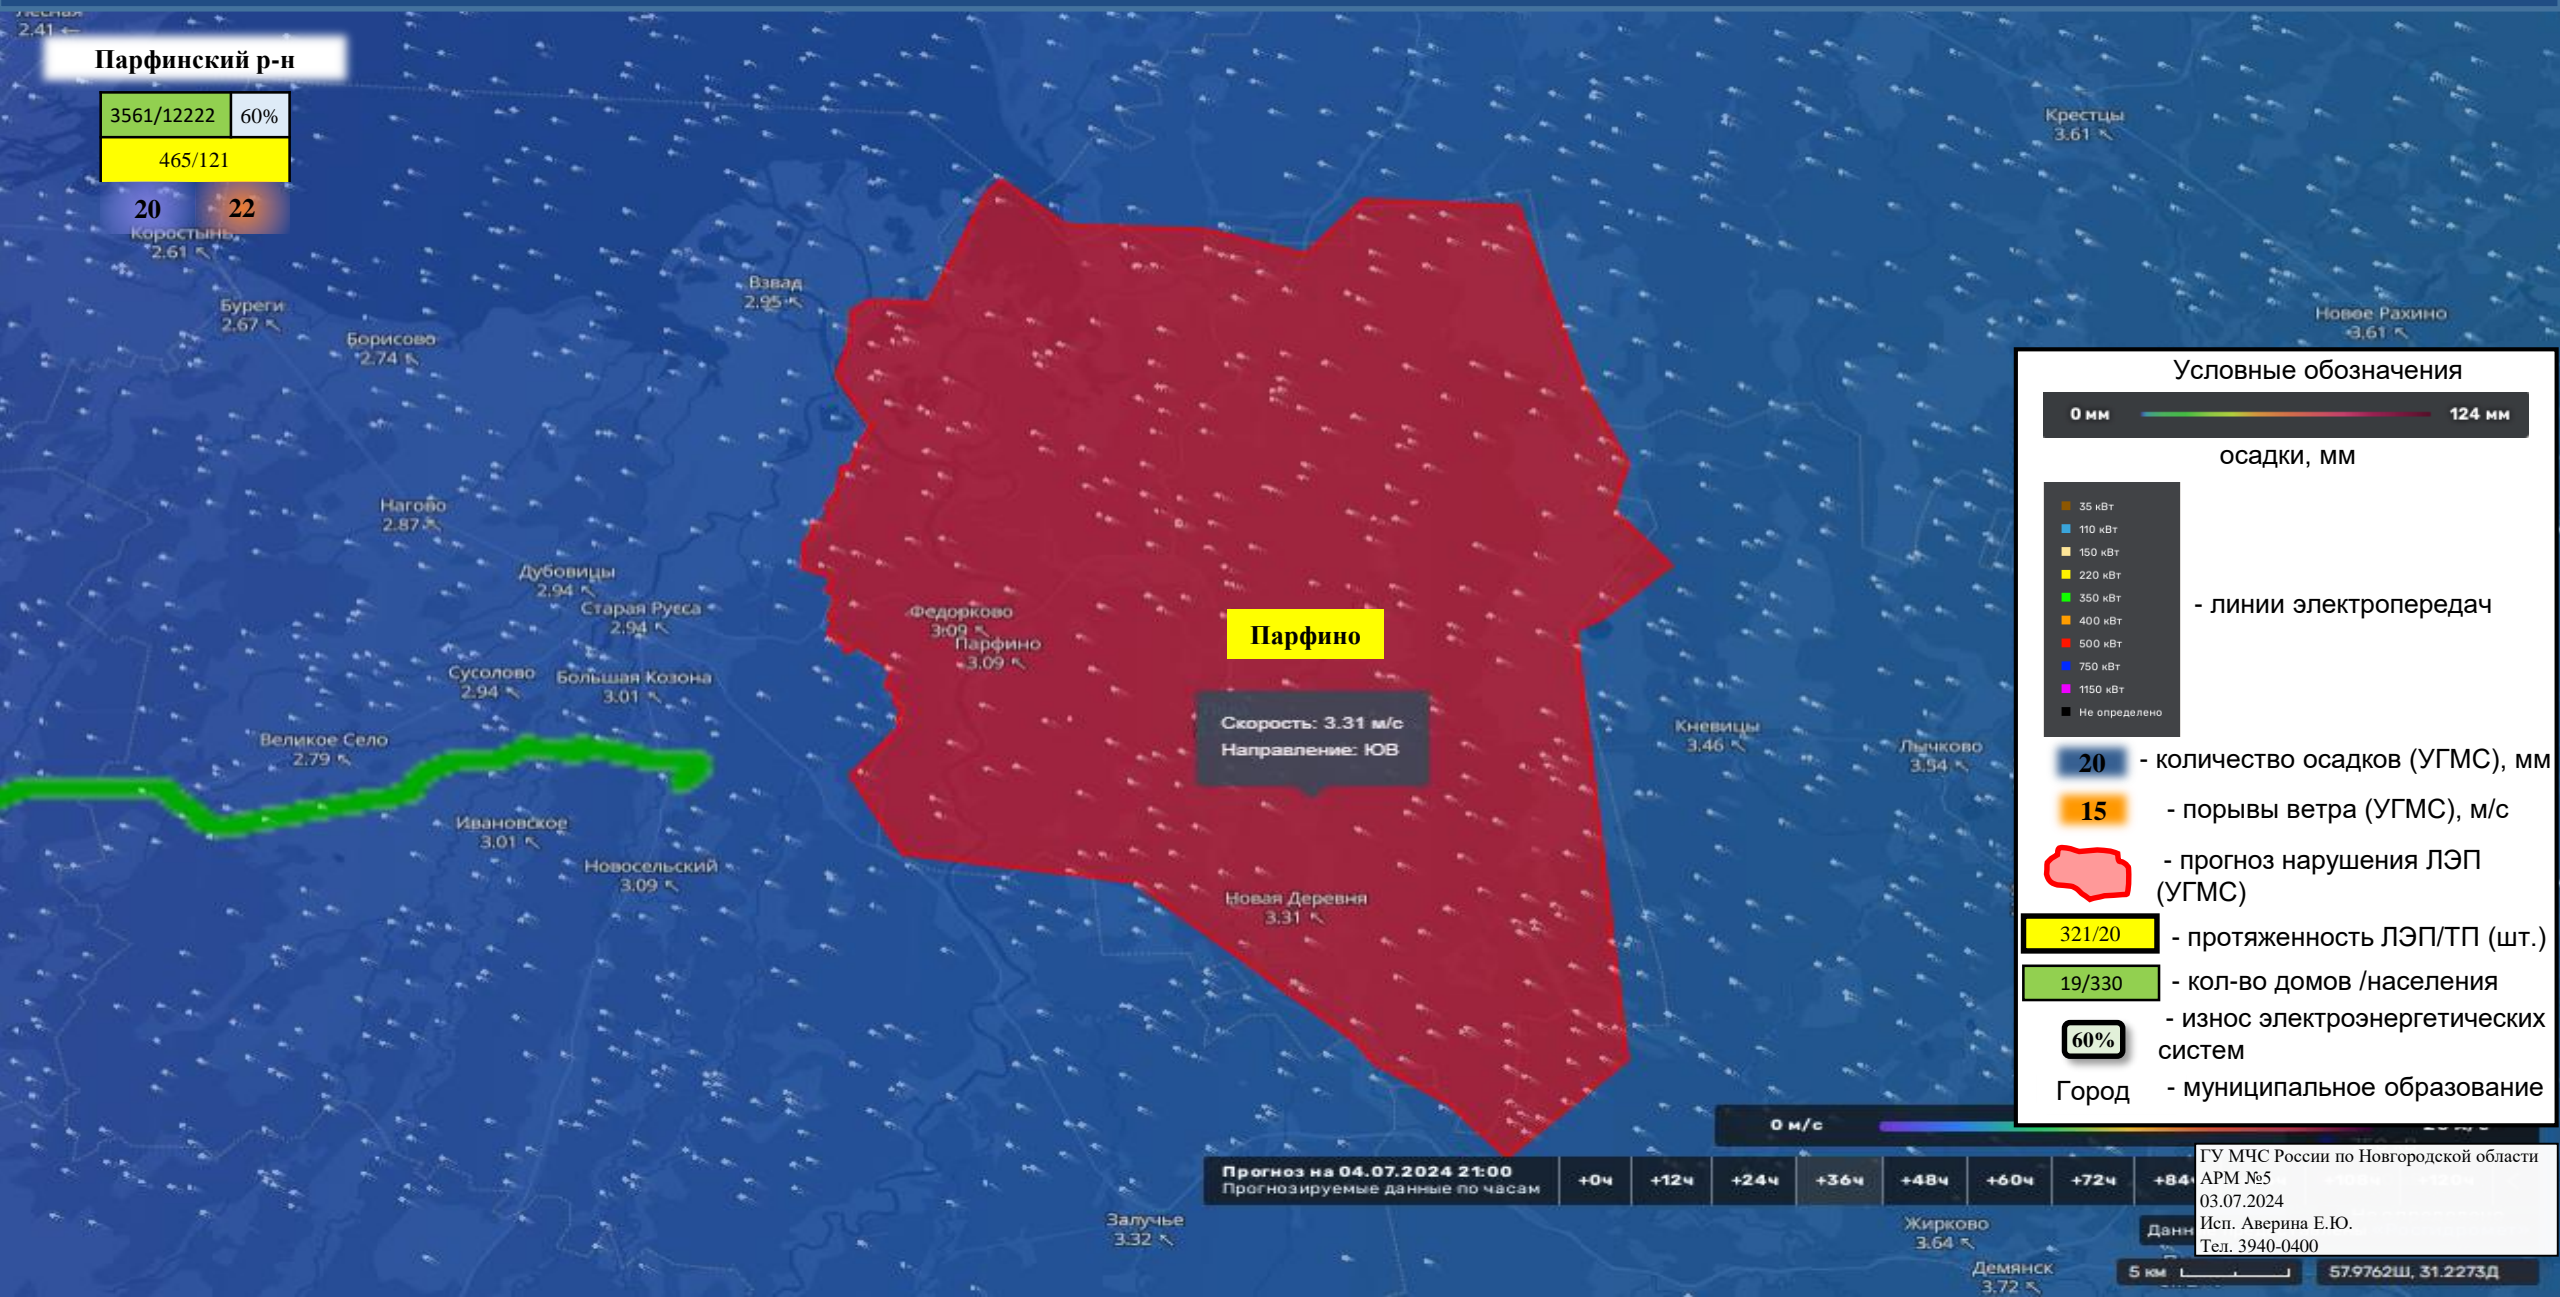 Лесная
2.41
Парфинский р-н
3561/12222 60%
465/121
20 22
Коростынь
2.61
Буреги
2.67
Борисово
2.74
Взвад
2.95
Крестцы
3.61
Новое Рахино
3.61
Нагово
2.87
Дубовицы
2.94
Старая Русса
2.94
Сусолово
2.94
Большая Козона
3.01
Великое Село
2.79
Ивановское
3.01
Новосельский
3.09
Федорково
3.09
Парфино
3.09
Парфино
Скорость: 3.31 м/с
Направление: ЮВ
Новая Деревня
3.31
Кневицы
3.46
Лычково
3.54
Залучье
3.32
Жирково
3.64
Демянск
3.72
Условные обозначения
0 мм 124 мм
осадки, мм
35 кВт
110 кВт
150 кВт
220 кВт
350 кВт
400 кВт
500 кВт
750 кВт
1150 кВт
Не определено
- линии электропередач
20 - количество осадков (УГМС), мм
15 - порывы ветра (УГМС), м/с
- прогноз нарушения ЛЭП
(УГМС)
321/20 - протяженность ЛЭП/ТП (шт.)
19/330 - кол-во домов /населения
- износ электроэнергетических
60% систем
Город - муниципальное образование
0 м/с
Прогноз на 04.07.2024 21:00
Прогнозируемые данные по часам
+0ч +12ч +24ч +36ч +48ч +60ч +72ч +84ч
ГУ МЧС России по Новгородской области
АРМ №5
03.07.2024
Исп. Аверина Е.Ю.
Тел. 3940-0400
5 км
57.9762Ш, 31.2273Д